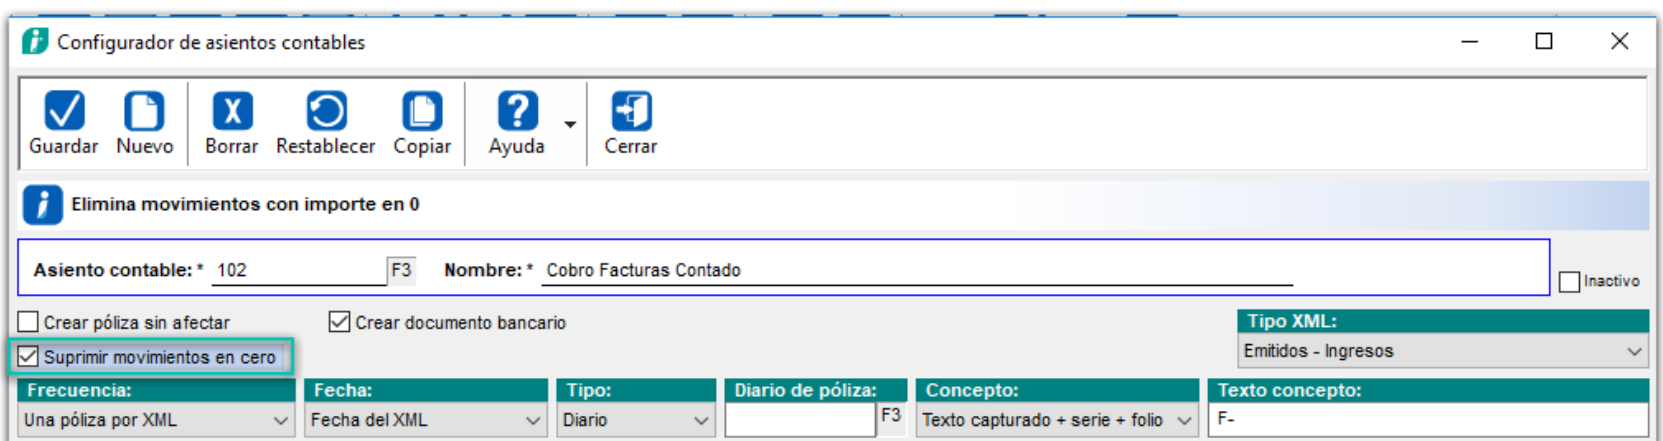 Configurador de asientos contables
Guardar Nuevo Borrar Restablecer Copiar Ayuda Cerrar
Elimina movimientos con importe en 0
Asiento contable: * 102 F3 Nombre: * Cobro Facturas Contado
Inactivo
Crear póliza sin afectar Crear documento bancario Tipo XML:
Suprimir movimientos en cero Emitidos - Ingresos
Frecuencia: Fecha: Tipo: Diario de póliza: Concepto: Texto concepto:
Una póliza por XML Fecha del XML Diario F3 Texto capturado + serie + folio F-